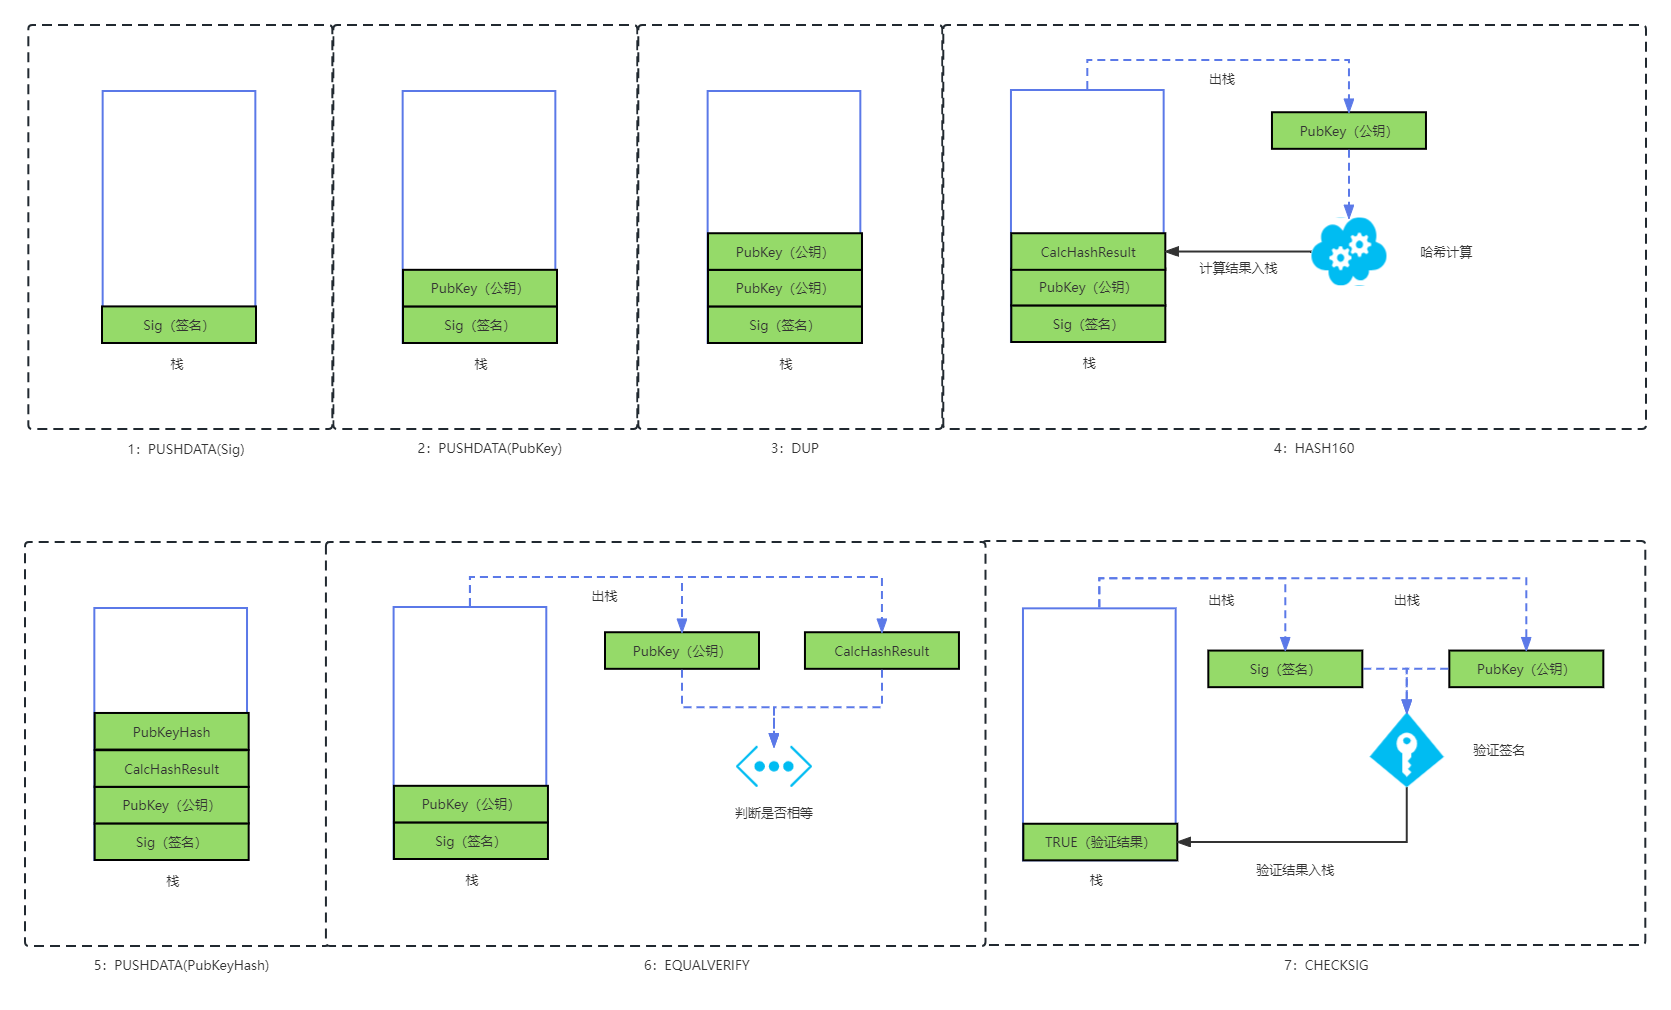 出栈
PubKey（公钥）
PubKey（公钥）
CalcHashResult
哈希计算
计算结果入栈
PubKey（公钥）
PubKey（公钥）
PubKey（公钥）
Sig（签名）
Sig（签名）
Sig（签名）
Sig（签名）
栈
栈
栈
栈
1：PUSHDATA(Sig)
2：PUSHDATA(PubKey)
3：DUP
4：HASH160
出栈
出栈
出栈
PubKey（公钥）
CalcHashResult
Sig（签名）
PubKey（公钥）
PubKeyHash
验证签名
CalcHashResult
PubKey（公钥）
PubKey（公钥）
判断是否相等
Sig（签名）
Sig（签名）
TRUE（验证结果）
验证结果入栈
栈
栈
栈
5：PUSHDATA(PubKeyHash)
6：EQUALVERIFY
7：CHECKSIG